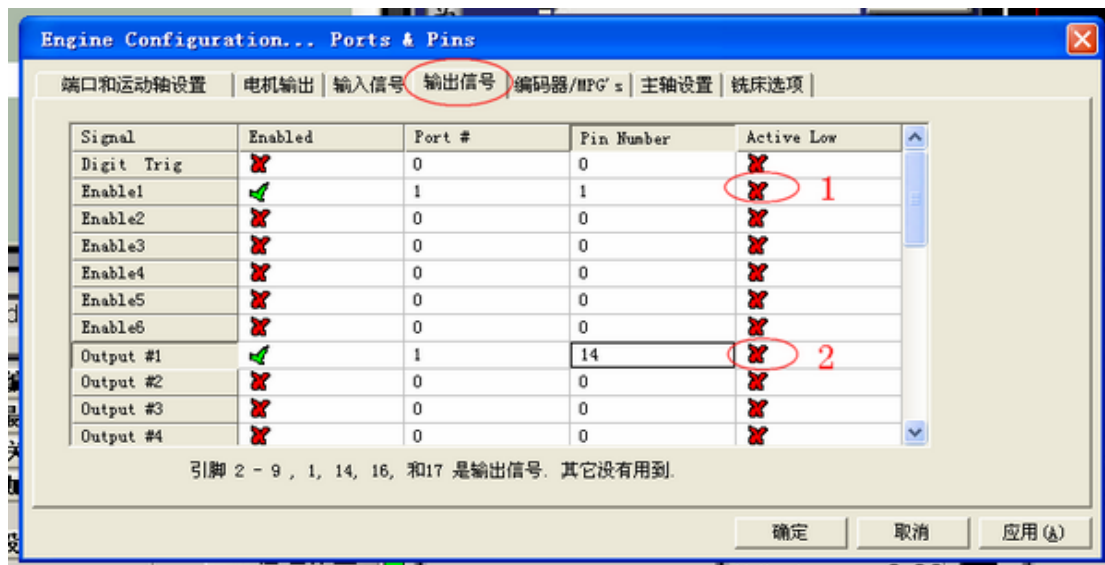 Engine Configuration... Ports & Pins
端口和运动轴设置 电机输出 输入信号 输出信号 编码器/MPG's 主轴设置 铣床选项
Signal Enabled Port # Pin Number Active Low
Digit Trig 0 0
Enable1 1 1 1
Enable2 0 0
Enable3 0 0
Enable4 0 0
Enable5 0 0
Enable6 0 0
Output #1 1 14 2
Output #2 0 0
Output #3 0 0
Output #4 0 0
引脚 2 - 9 , 1, 14, 16, 和17 是输出信号. 其它没有用到.
确定 取消 应用(A)